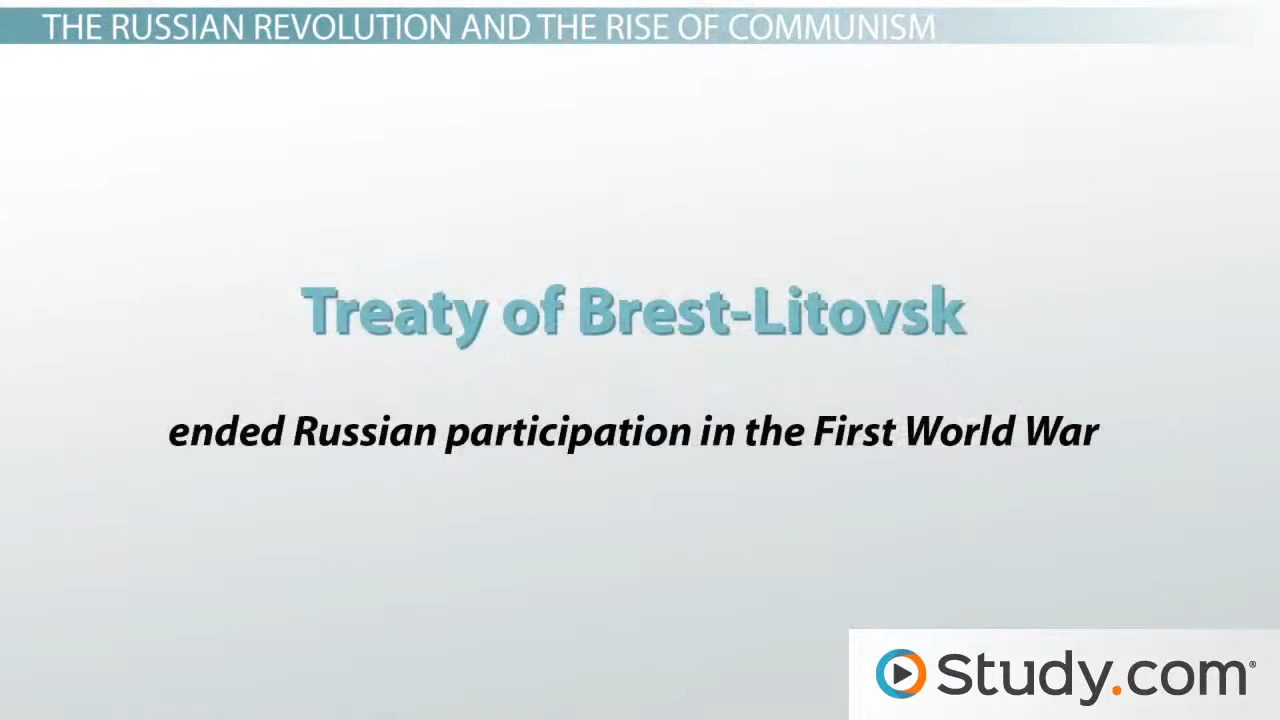 THE RUSSIAN REVOLUTION AND THE RISE OF COMMUNISM
Treaty of Brest-Litovsk
ended Russian participation in the First World War
Study.com®